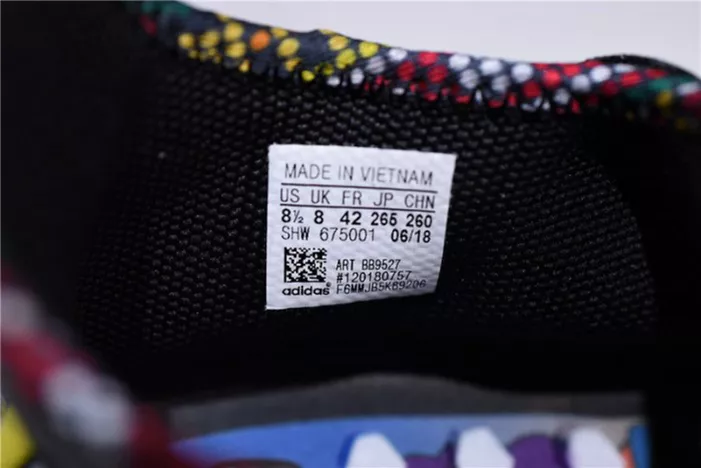 MADE IN VIETNAM
US UK FR JP CHN
8½ 8 42 265 260
SHW 675001 06/18
ART BB9527
#120180757
F6MMJB5KB9206
adidas